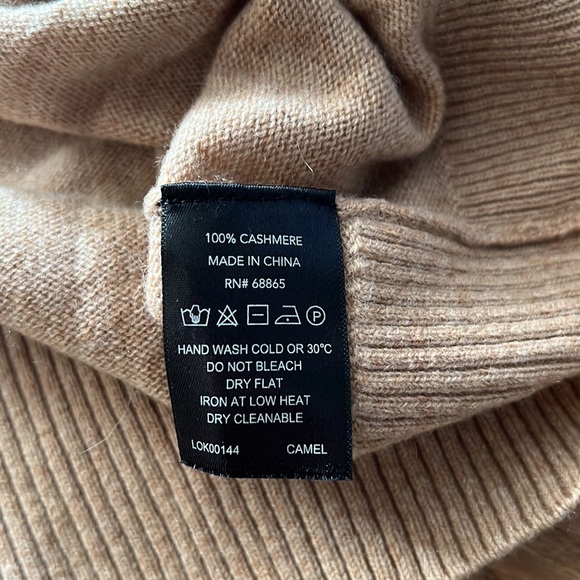 100% CASHMERE
MADE IN CHINA
RN# 68865
P
HAND WASH COLD OR 30°C
DO NOT BLEACH
DRY FLAT
IRON AT LOW HEAT
DRY CLEANABLE
LOK00144 CAMEL